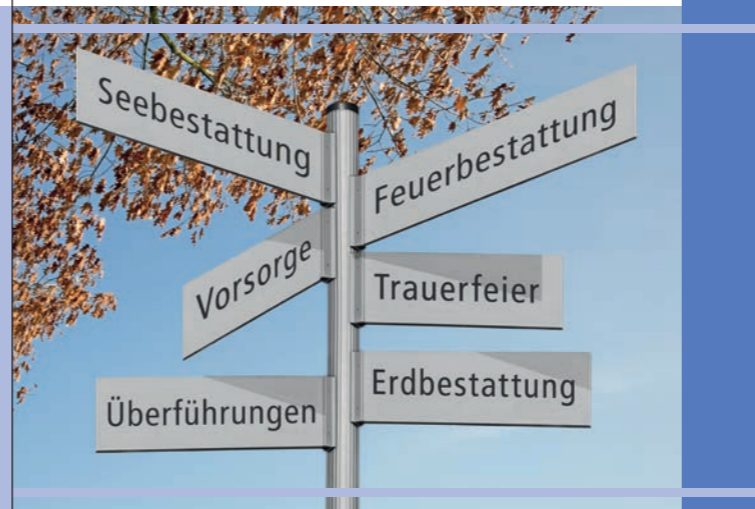 Seebestattung
Feuerbestattung
Vorsorge
Trauerfeier
Überführungen
Erdbestattung